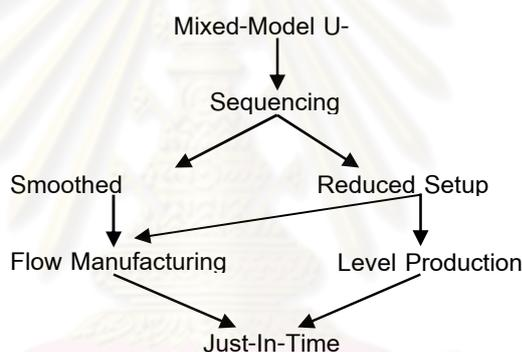 Mixed-Model U-
Sequencing
Smoothed
Reduced Setup
Flow Manufacturing
Level Production
Just-In-Time